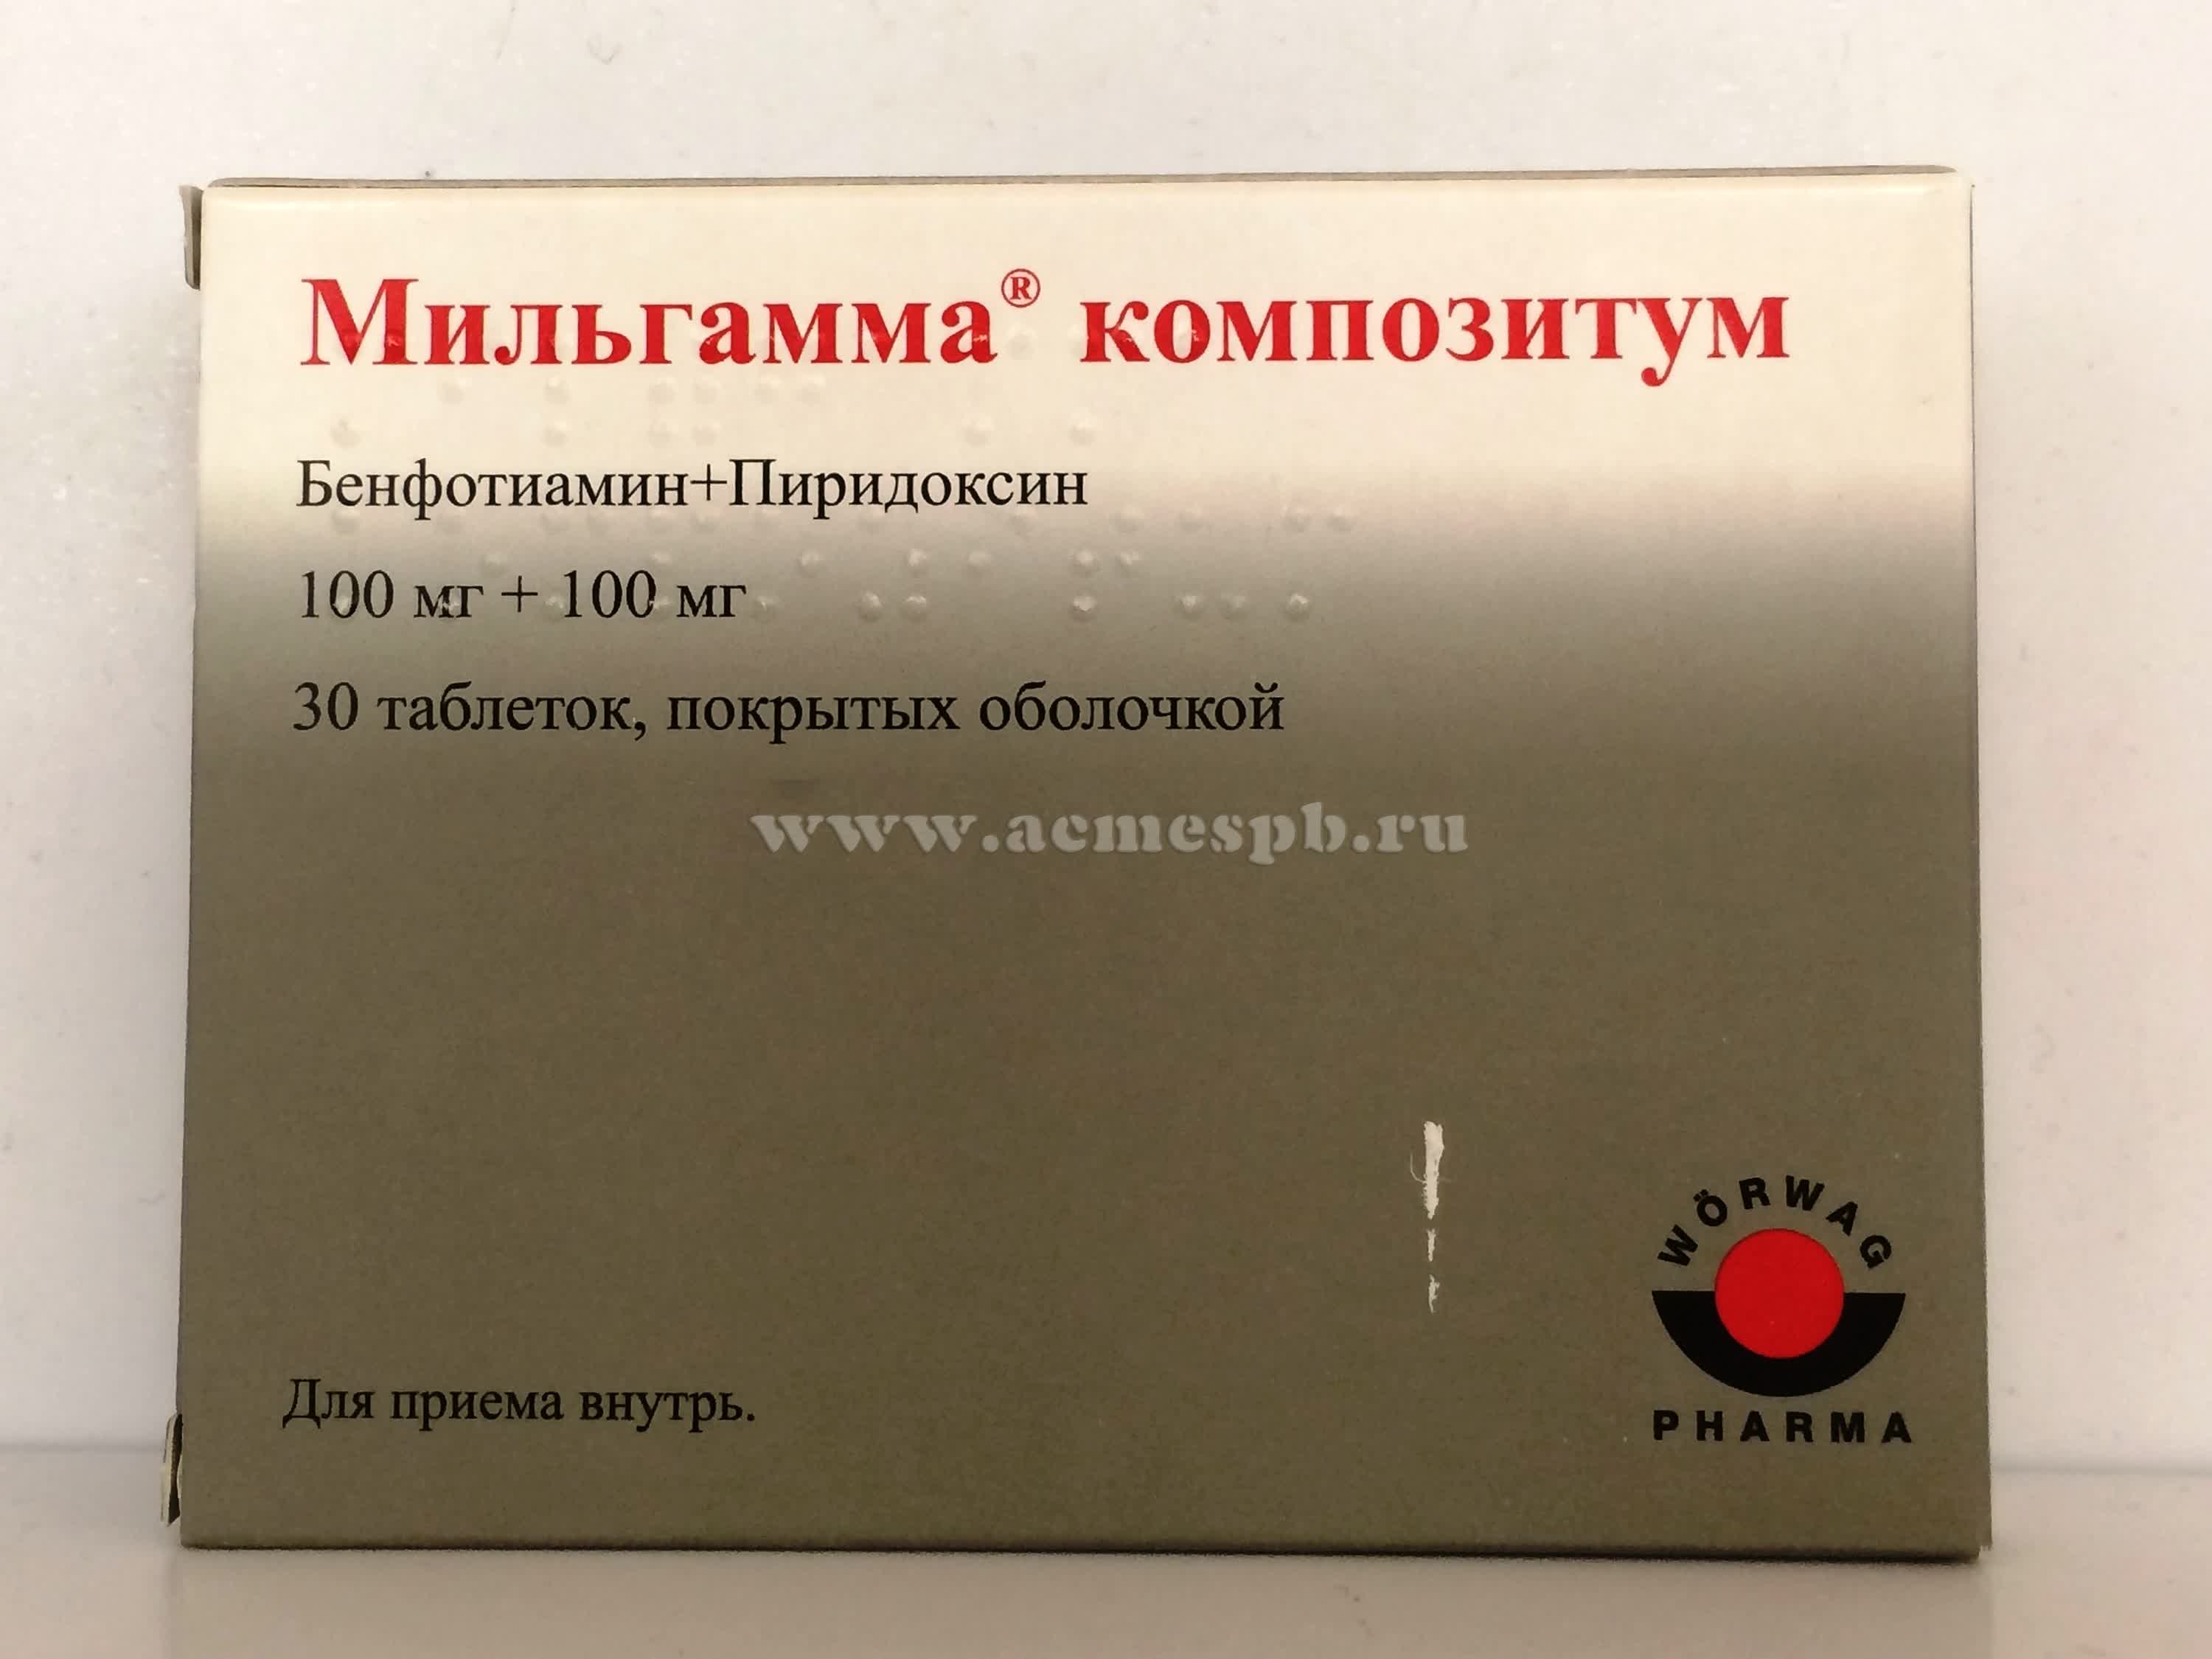 Мильгамма® композитум
Бенфотиамин+Пиридоксин
100 мг + 100 мг
30 таблеток, покрытых оболочкой
www.acmespb.ru
WÖRWAG
PHARMA
Для приема внутрь.